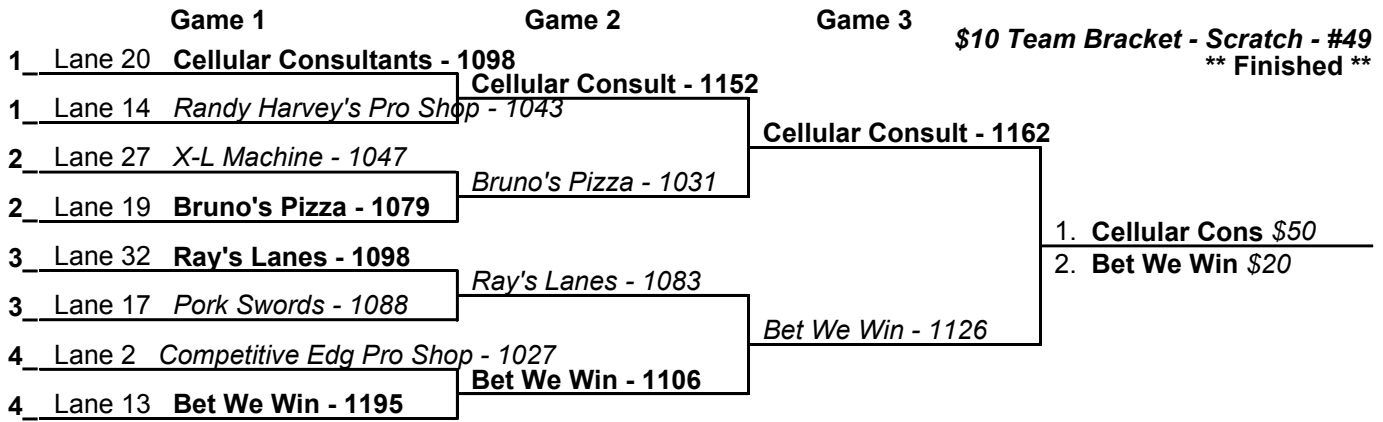 Game 1 Game 2 Game 3
$10 Team Bracket - Scratch - #49
** Finished **
1_ Lane 20 Cellular Consultants - 1098
Cellular Consult - 1152
1_ Lane 14 Randy Harvey's Pro Shop - 1043
Cellular Consult - 1162
2_ Lane 27 X-L Machine - 1047
Bruno's Pizza - 1031
2_ Lane 19 Bruno's Pizza - 1079
1. Cellular Cons $50
3_ Lane 32 Ray's Lanes - 1098
2. Bet We Win $20
Ray's Lanes - 1083
3_ Lane 17 Pork Swords - 1088
Bet We Win - 1126
4_ Lane 2 Competitive Edg Pro Shop - 1027
Bet We Win - 1106
4_ Lane 13 Bet We Win - 1195